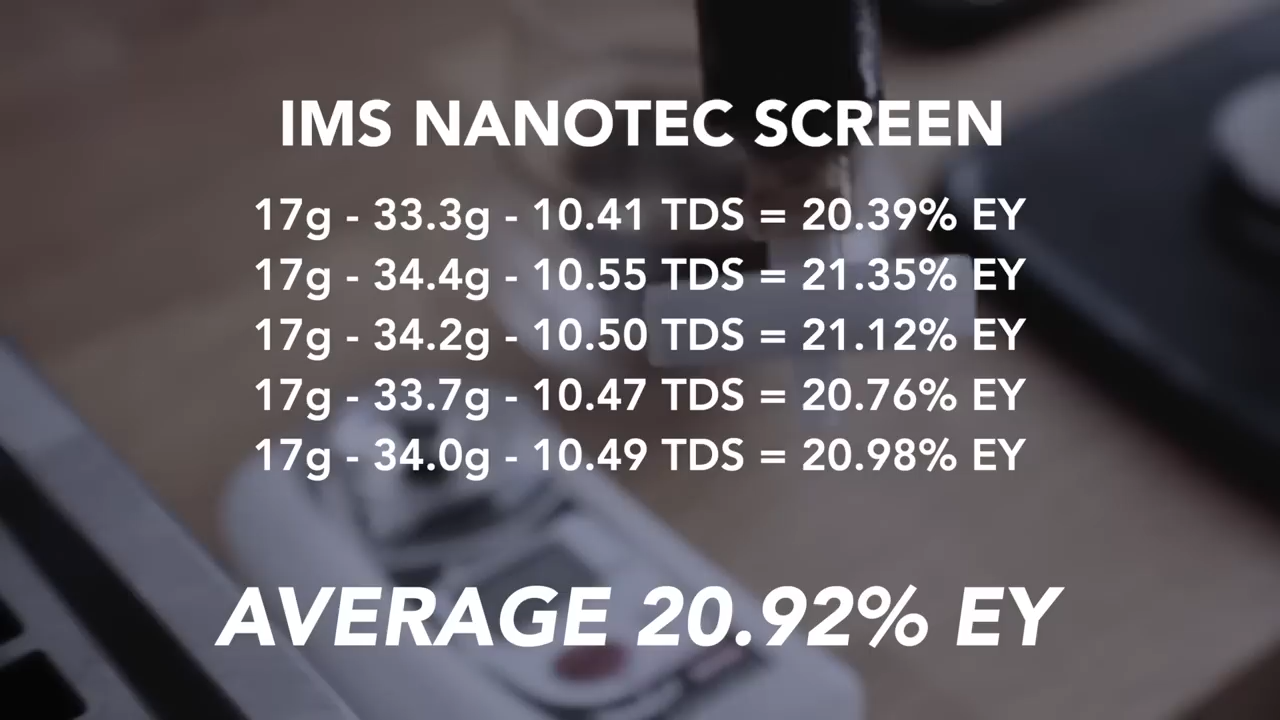 IMS NANOTEC SCREEN
17g - 33.3g - 10.41 TDS = 20.39% EY
17g - 34.4g - 10.55 TDS = 21.35% EY
17g - 34.2g - 10.50 TDS = 21.12% EY
17g - 33.7g - 10.47 TDS = 20.76% EY
17g - 34.0g - 10.49 TDS = 20.98% EY
AVERAGE 20.92% EY